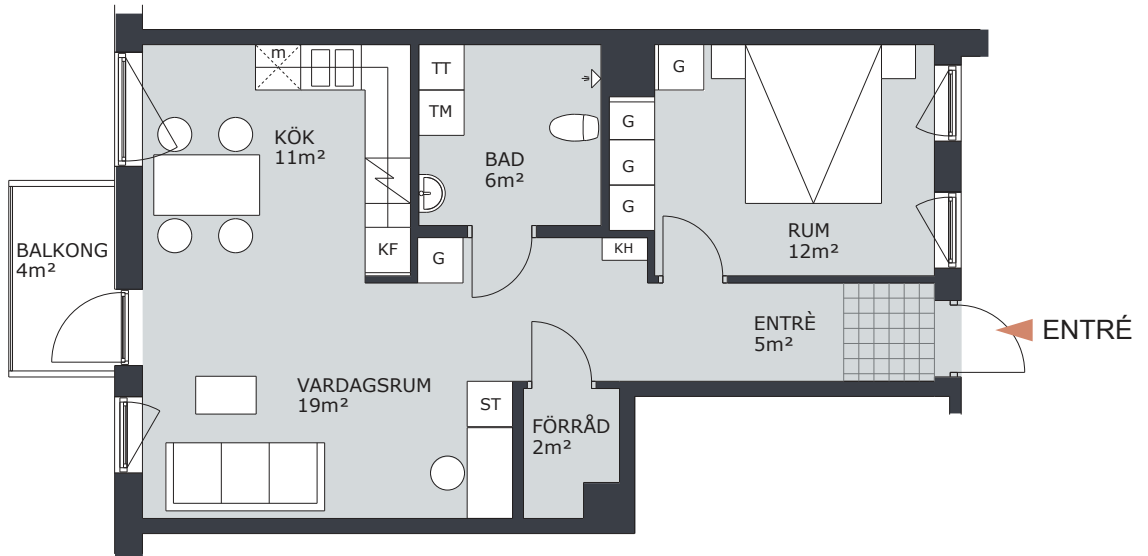 m
TT
G
TM
G
KÖK
11m²
BAD
6m²
G
G
RUM
12m²
BALKONG
4m²
KF
G
KH
ENTRÈ
5m²
ENTRÉ
VARDAGSRUM
19m²
ST
FÖRRÅD
2m²